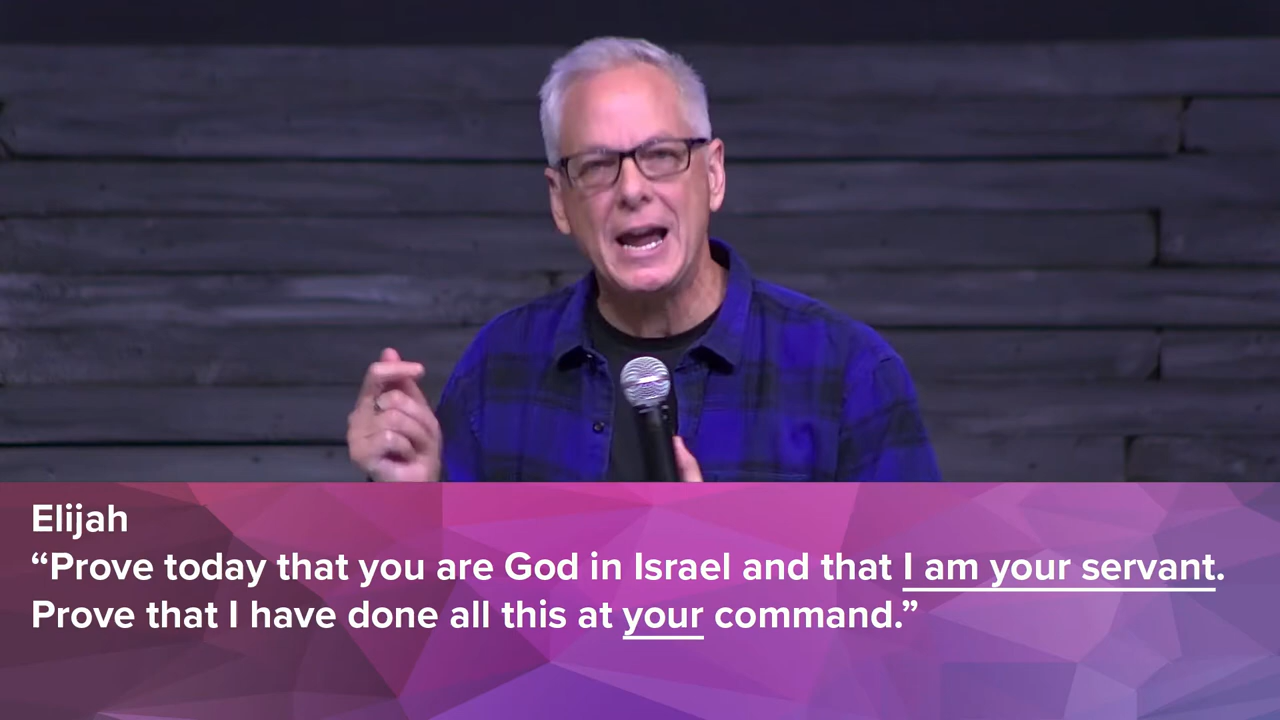 Elijah
“Prove today that you are God in Israel and that I am your servant.
Prove that I have done all this at your command.”